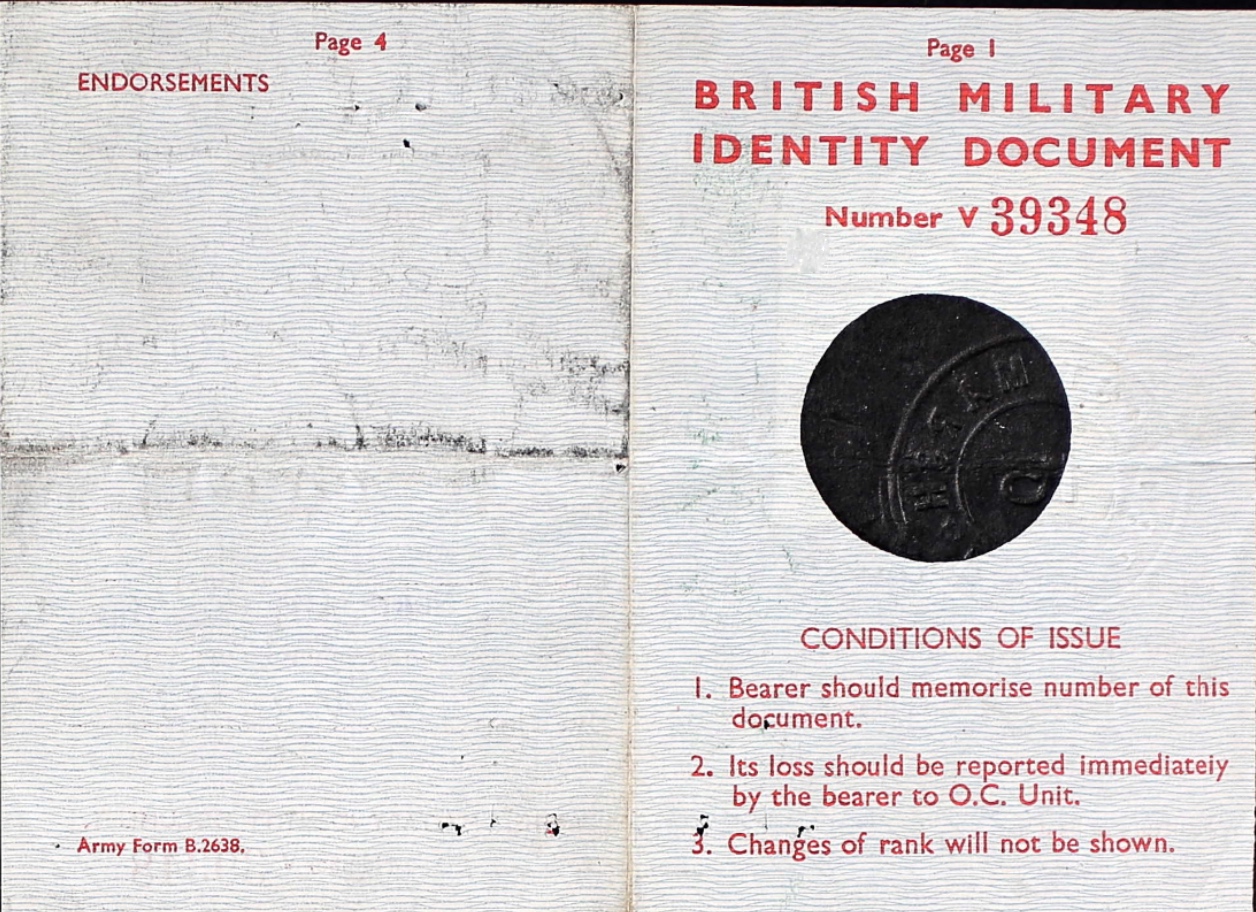 Page 4
ENDORSEMENTS
Army Form B.2638.
Page 1
BRITISH MILITARY
IDENTITY DOCUMENT
Number V 39348
CONDITIONS OF ISSUE
1. Bearer should memorise number of this
document.
2. Its loss should be reported immediately
by the bearer to O.C. Unit.
3. Changes of rank will not be shown.